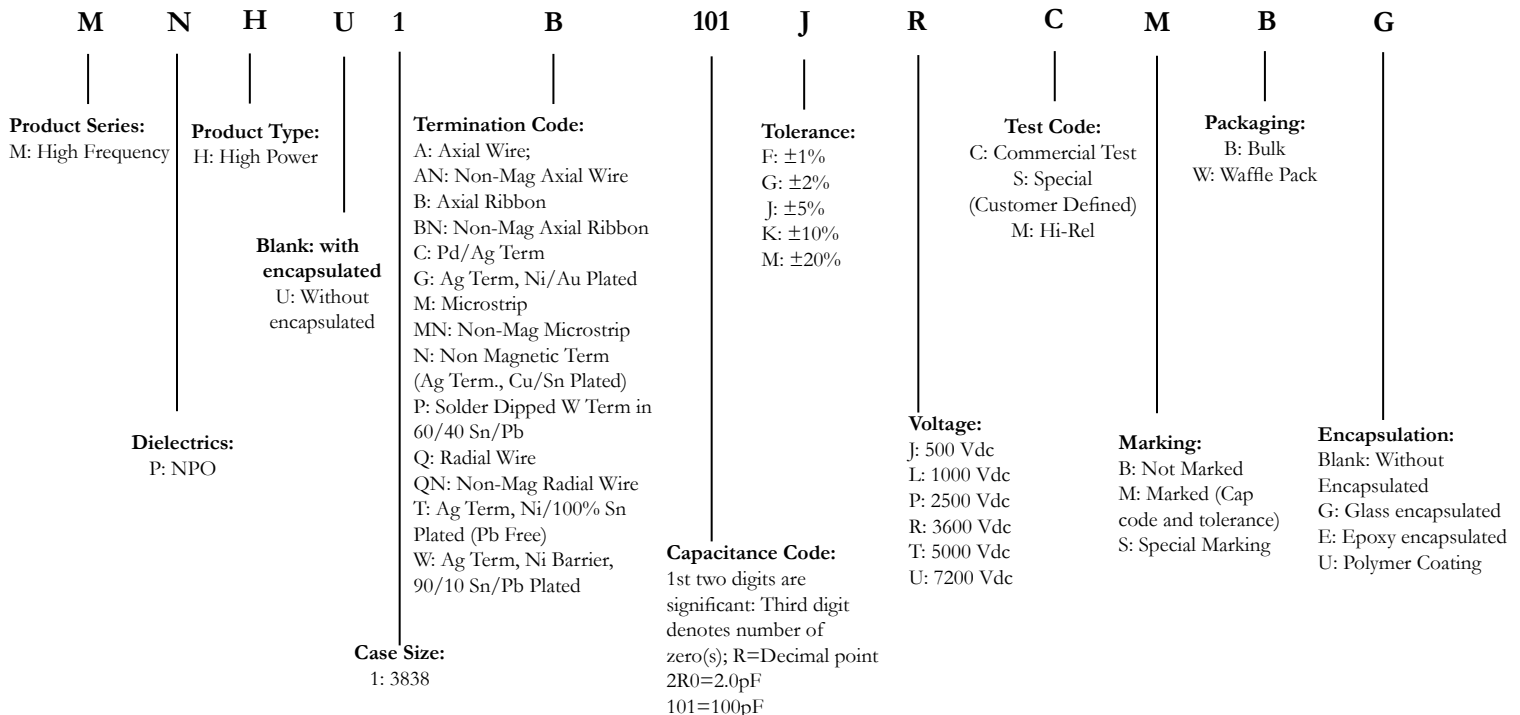 M N H U 1 B 101 J R C M B G
Product Series:
M: High Frequency
Dielectrics:
P: NPO
Product Type:
H: High Power
Blank: with
encapsulated
U: Without
encapsulated
Case Size:
1: 3838
Termination Code:
A: Axial Wire;
AN: Non-Mag Axial Wire
B: Axial Ribbon
BN: Non-Mag Axial Ribbon
C: Pd/Ag Term
G: Ag Term, Ni/Au Plated
M: Microstrip
MN: Non-Mag Microstrip
N: Non Magnetic Term
(Ag Term., Cu/Sn Plated)
P: Solder Dipped W Term in
60/40 Sn/Pb
Q: Radial Wire
QN: Non-Mag Radial Wire
T: Ag Term, Ni/100% Sn
Plated (Pb Free)
W: Ag Term, Ni Barrier,
90/10 Sn/Pb Plated
Capacitance Code:
1st two digits are
significant: Third digit
denotes number of
zero(s); R=Decimal point
2R0=2.0pF
101=100pF
Tolerance:
F: ±1%
G: ±2%
J: ±5%
K: ±10%
M: ±20%
Voltage:
J: 500 Vdc
L: 1000 Vdc
P: 2500 Vdc
R: 3600 Vdc
T: 5000 Vdc
U: 7200 Vdc
Test Code:
C: Commercial Test
S: Special
(Customer Defined)
M: Hi-Rel
Marking:
B: Not Marked
M: Marked (Cap
code and tolerance)
S: Special Marking
Packaging:
B: Bulk
W: Waffle Pack
Encapsulation:
Blank: Without
Encapsulated
G: Glass encapsulated
E: Epoxy encapsulated
U: Polymer Coating